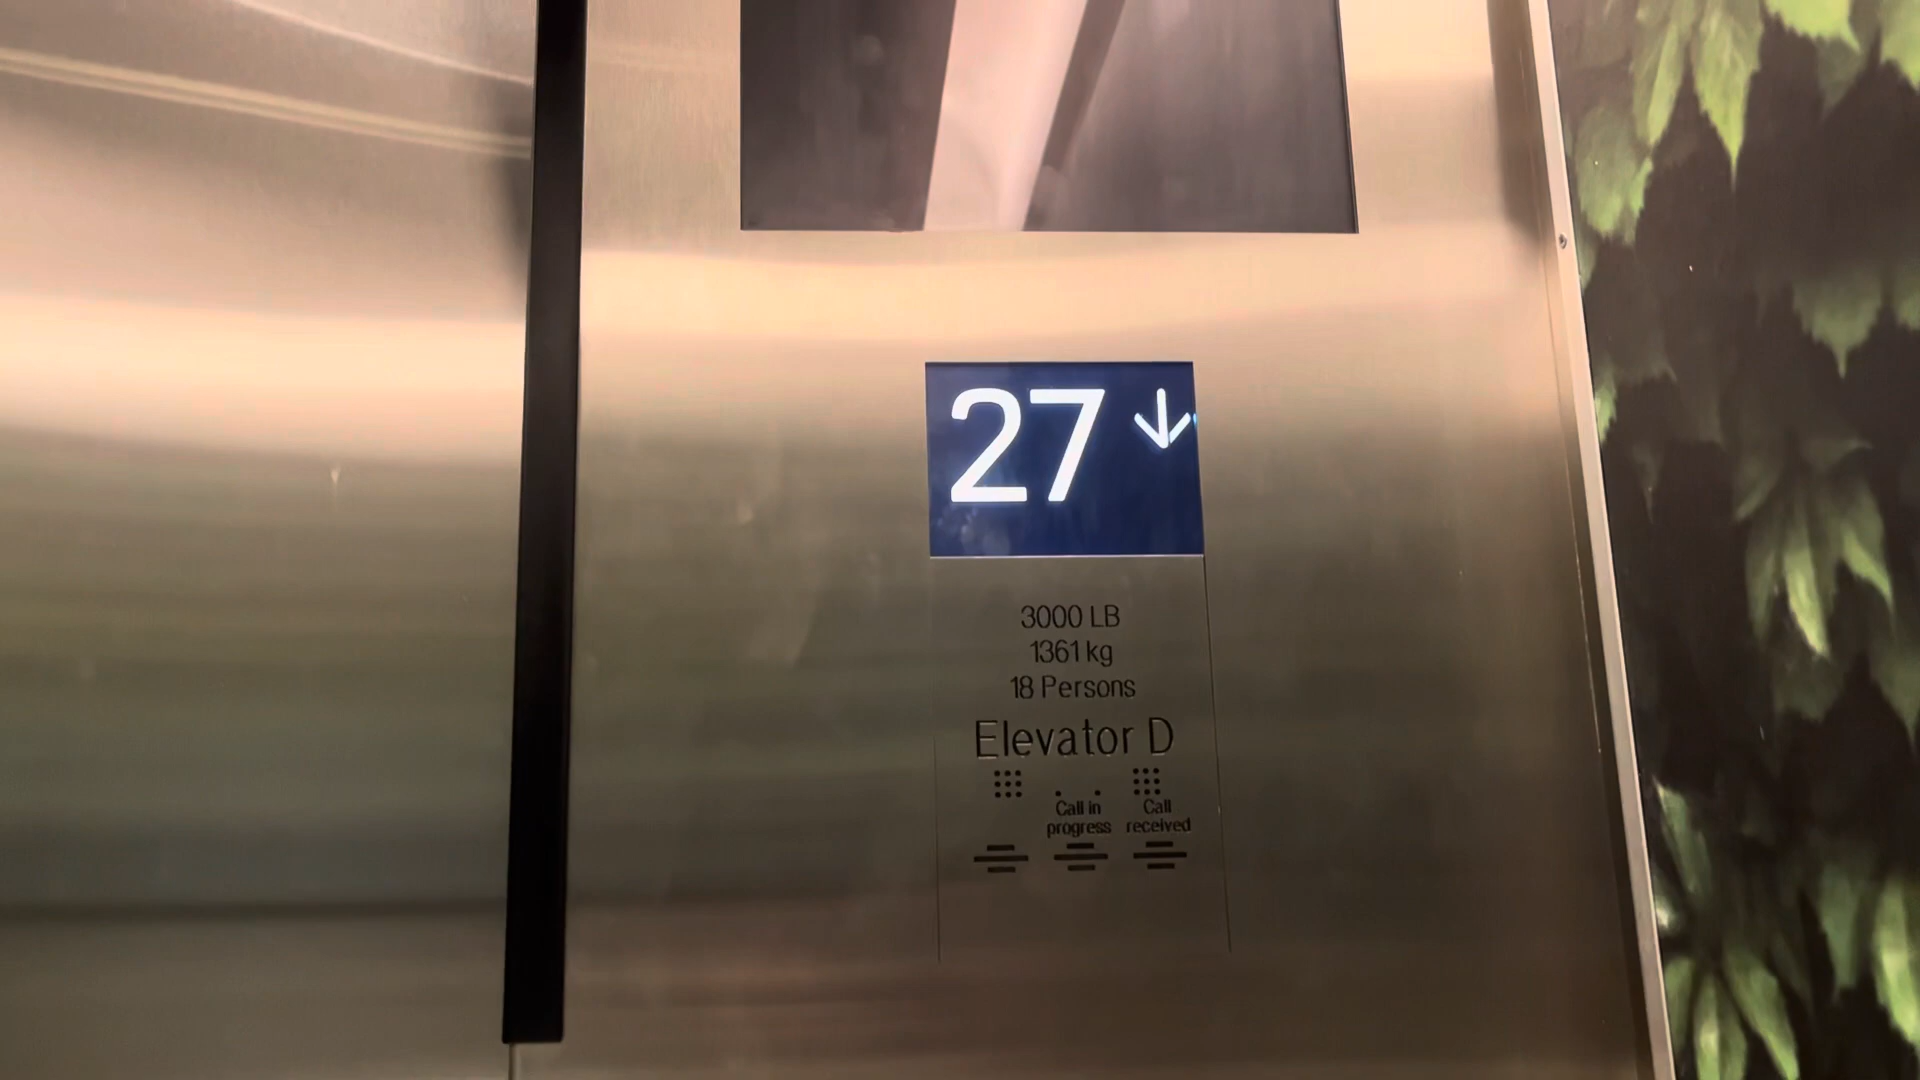 27 ↓
3000 LB
1361 kg
18 Persons
Elevator D
Call in progress
Call received